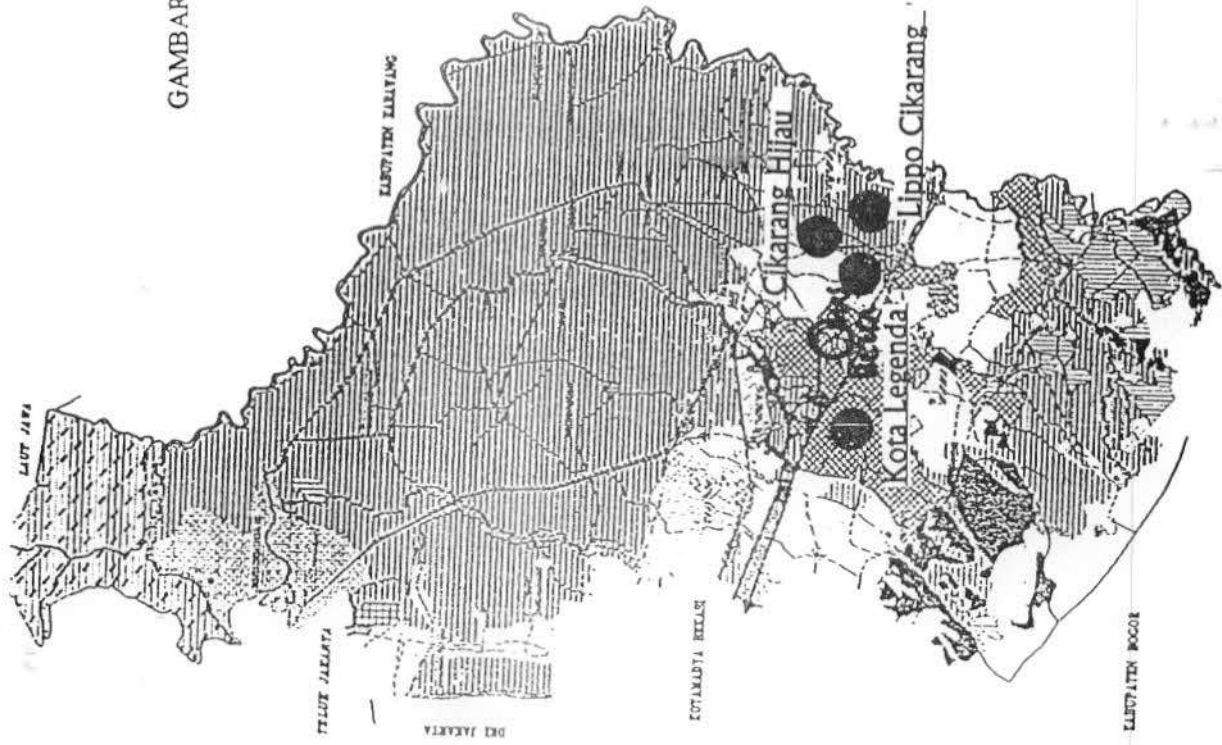 GAMBAR
LAUT JAWA
KABUPATEN KARAWANG
TELUK JAKARTA
DKI JAKARTA
KOTAMADYA BEKASI
KABUPATEN BOGOR
Cikarang Hijau
Lippo Cikarang
Kota Legenda